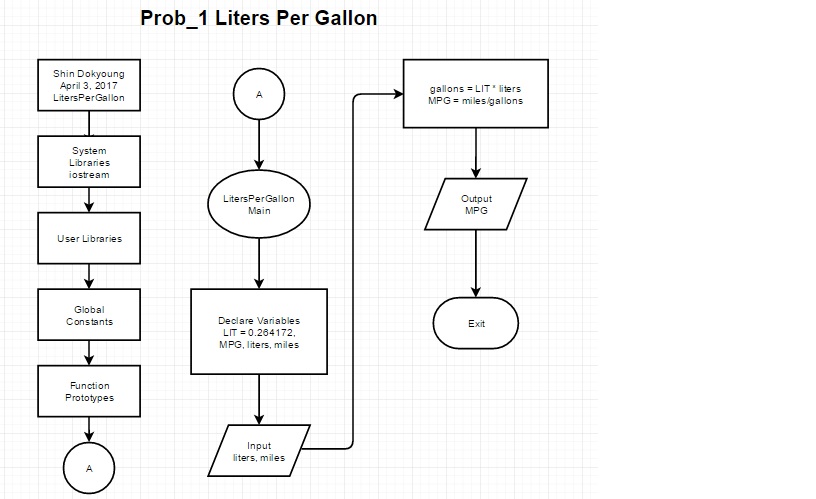 Prob_1 Liters Per Gallon
Shin Dokyoung
April 3, 2017
LitersPerGallon
System
Libraries
iostream
User Libraries
Global
Constants
Function
Prototypes
A
A
LitersPerGallon
Main
Declare Variables
LIT = 0.264172,
MPG, liters, miles
Input
liters, miles
gallons = LIT * liters
MPG = miles/gallons
Output
MPG
Exit